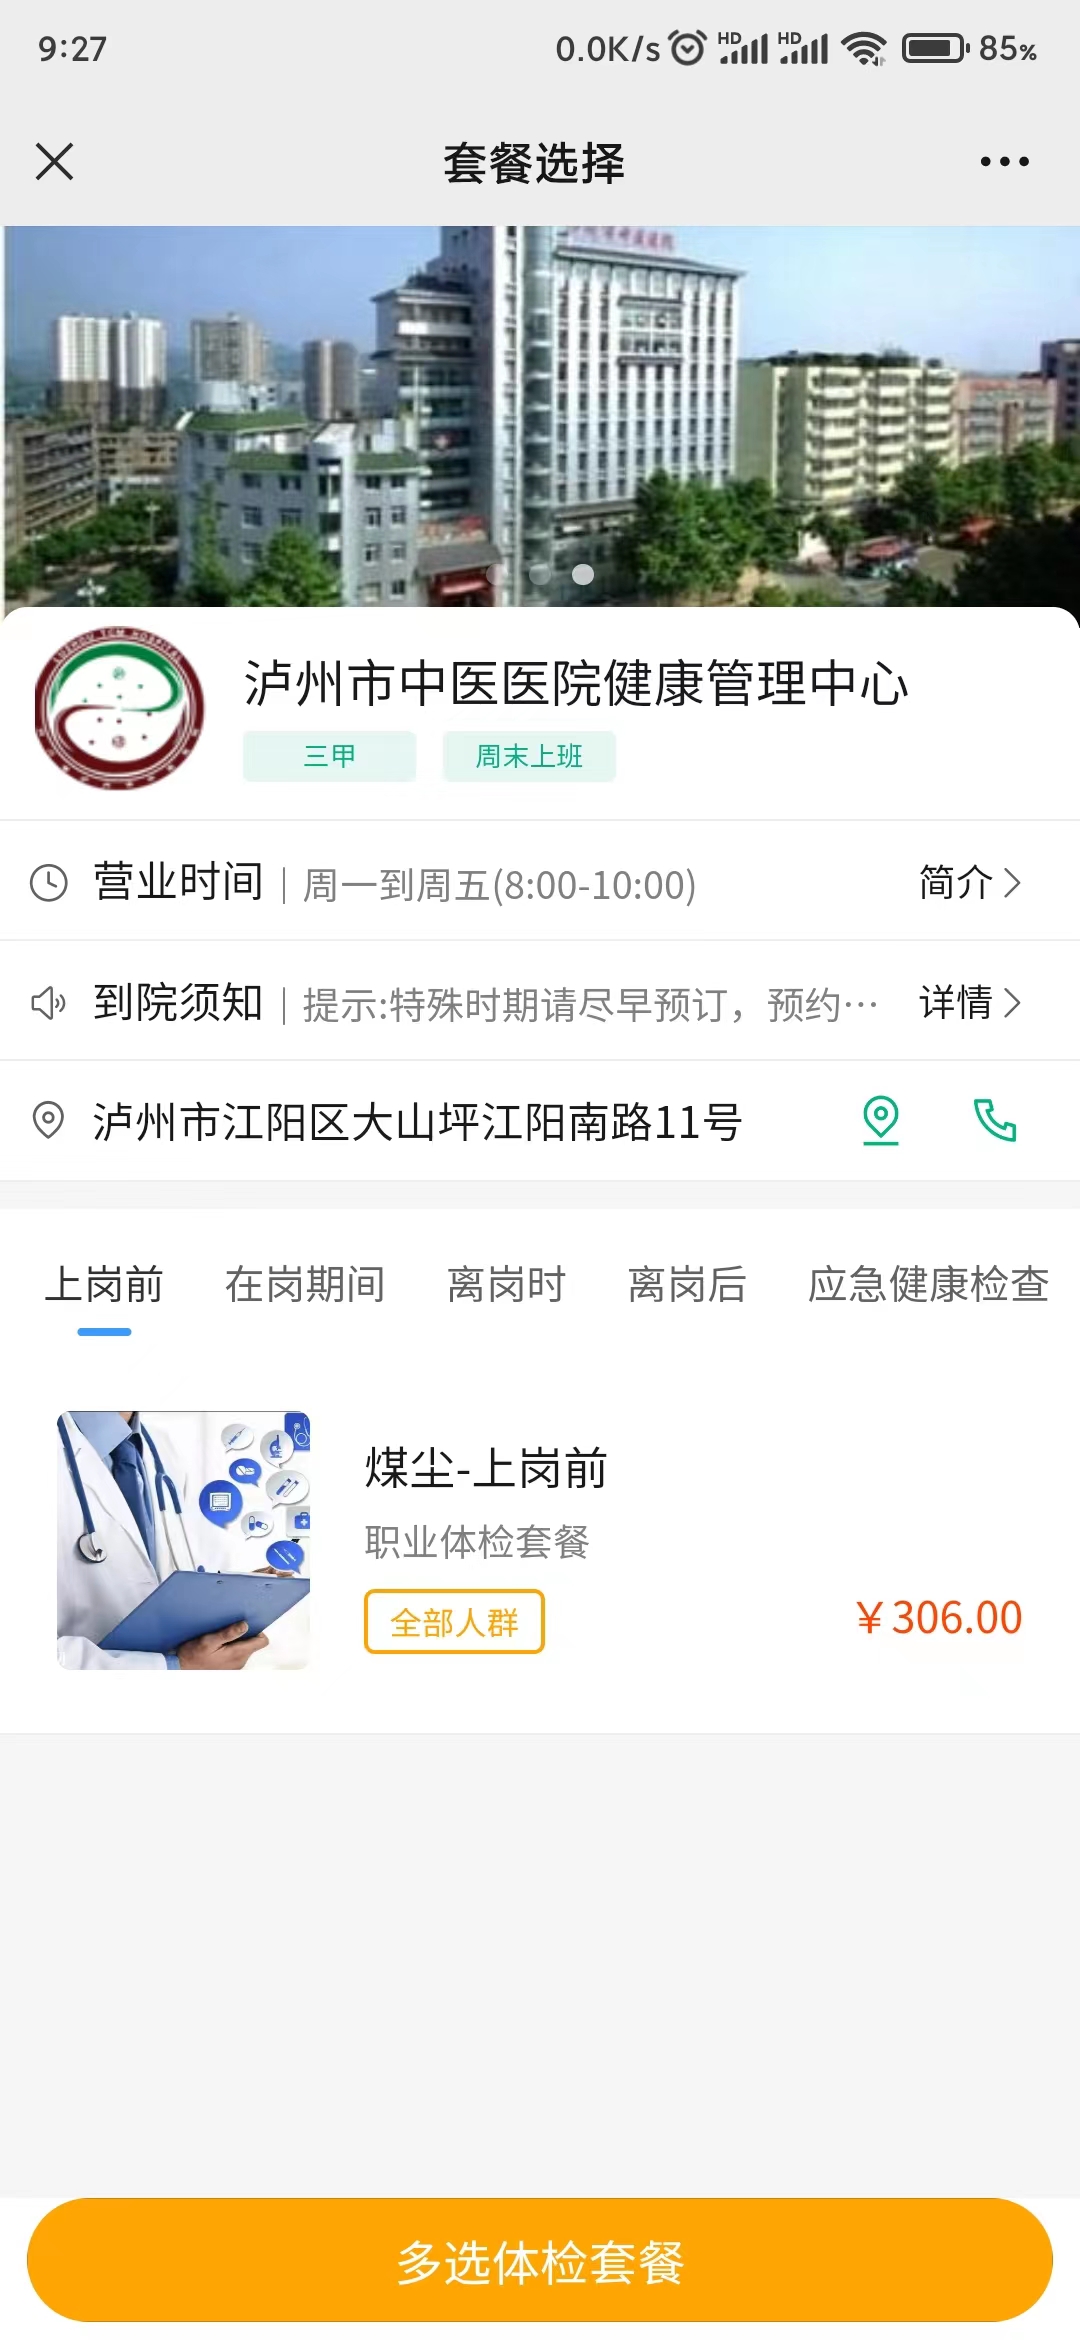 9:27
0.0K/s HD HD 85%
套餐选择
泸州市中医医院健康管理中心
三甲 周末上班
营业时间 | 周一到周五(8:00-10:00) 简介
到院须知 | 提示:特殊时期请尽早预订，预约… 详情
泸州市江阳区大山坪江阳南路11号
上岗前 在岗期间 离岗时 离岗后 应急健康检查
煤尘-上岗前
职业体检套餐
全部人群
￥306.00
多选体检套餐